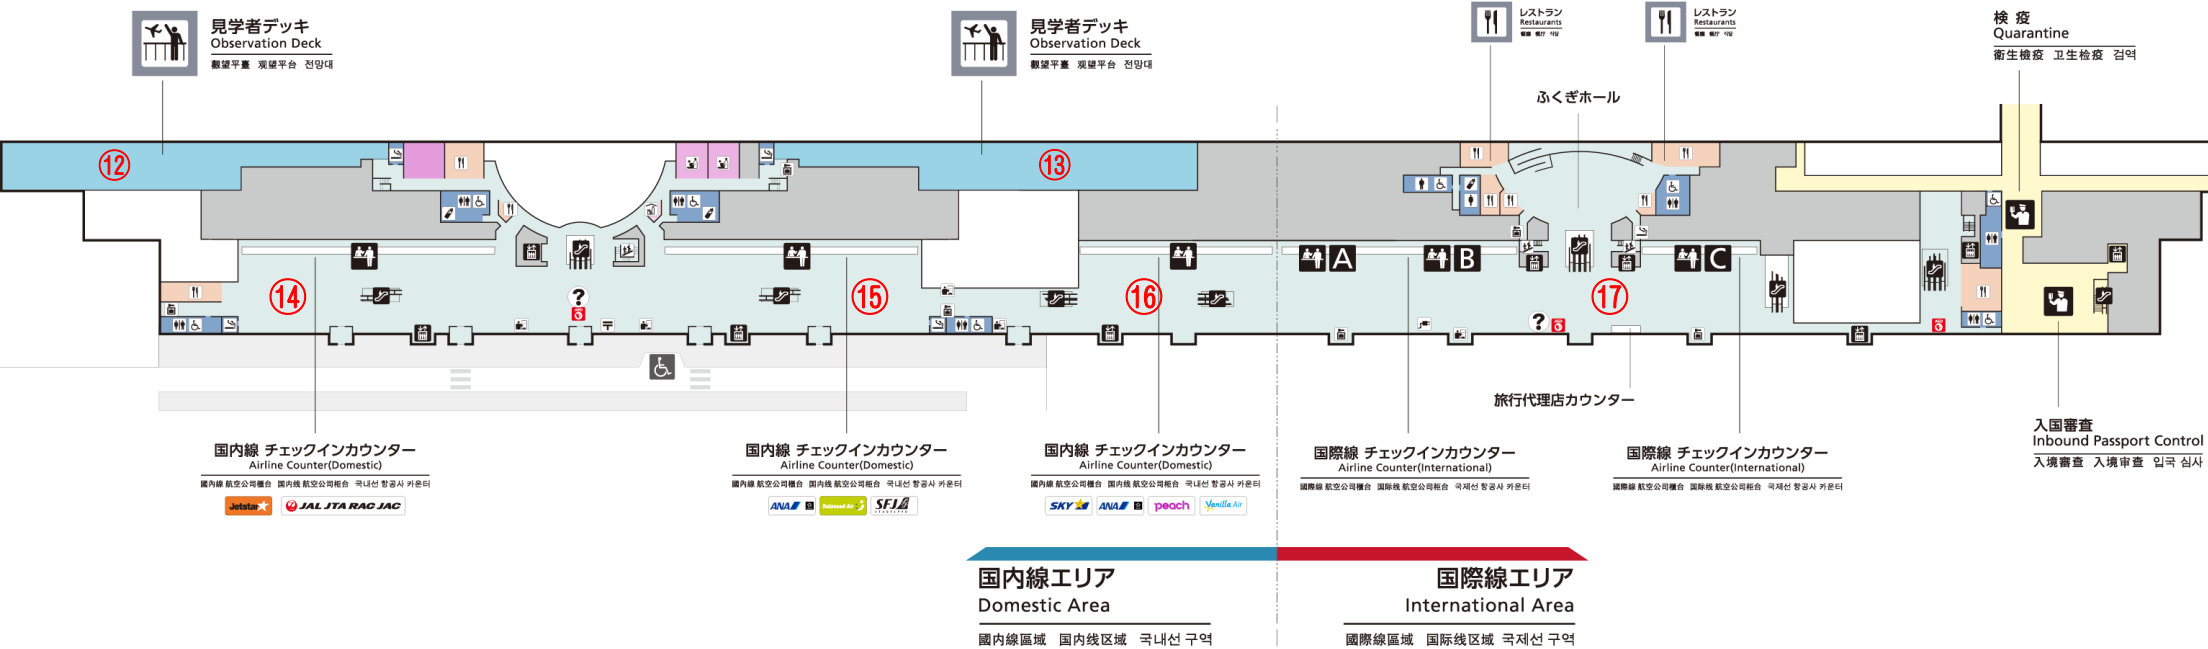 見学者デッキ
Observation Deck
觀望平臺 观望平台 전망대
見学者デッキ
Observation Deck
觀望平臺 观望平台 전망대
レストラン
Restaurants
餐廳 餐厅 식당
レストラン
Restaurants
餐廳 餐厅 식당
検 疫
Quarantine
衛生檢疫 卫生检疫 검역
ふくぎホール
⑫
⑬
⑭
⑮
⑯
⑰
A
B
C
?
?
旅行代理店カウンター
国内線 チェックインカウンター
Airline Counter(Domestic)
國內線 航空公司櫃台 国内线 航空公司柜台 국내선 항공사 카운터
Jetstar
JAL JTA RAC JAC
国内線 チェックインカウンター
Airline Counter(Domestic)
國內線 航空公司櫃台 国内线 航空公司柜台 국내선 항공사 카운터
ANA
Solaseed Air
SFJ
STARFLYER
国内線 チェックインカウンター
Airline Counter(Domestic)
國內線 航空公司櫃台 国内线 航空公司柜台 국내선 항공사 카운터
SKY
ANA
peach
Vanilla Air
国際線 チェックインカウンター
Airline Counter(International)
國際線 航空公司櫃台 国际线 航空公司柜台 국제선 항공사 카운터
国際線 チェックインカウンター
Airline Counter(International)
國際線 航空公司櫃台 国际线 航空公司柜台 국제선 항공사 카운터
入国審査
Inbound Passport Control
入境審查 入境审查 입국 심사
国内線エリア
Domestic Area
國內線區域 国内线区域 국내선 구역
国際線エリア
International Area
國際線區域 国际线区域 국제선 구역